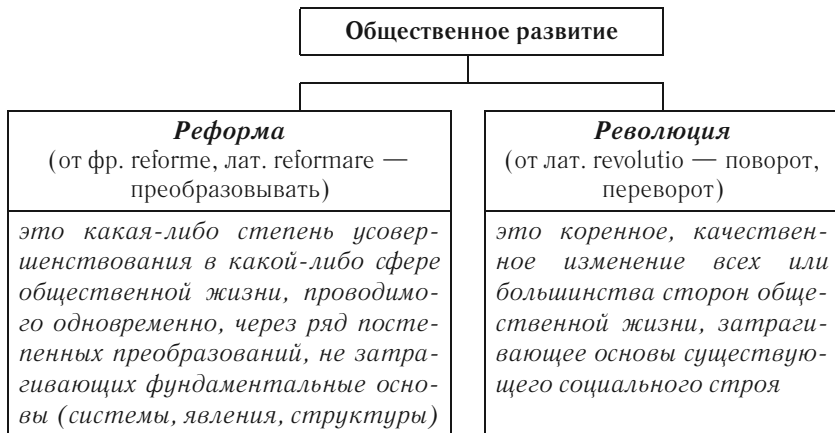 Общественное развитие
Реформа
(от фр. reforme, лат. reformare —
преобразовывать)
это какая-либо степень усовер-
шенствования в какой-либо сфере
общественной жизни, проводимо-
го одновременно, через ряд посте-
пенных преобразований, не затра-
гивающих фундаментальные осно-
вы (системы, явления, структуры)
Революция
(от лат. revolutio — поворот,
переворот)
это коренное, качествен-
ное изменение всех или
большинства сторон обще-
ственной жизни, затраги-
вающее основы существую-
щего социального строя